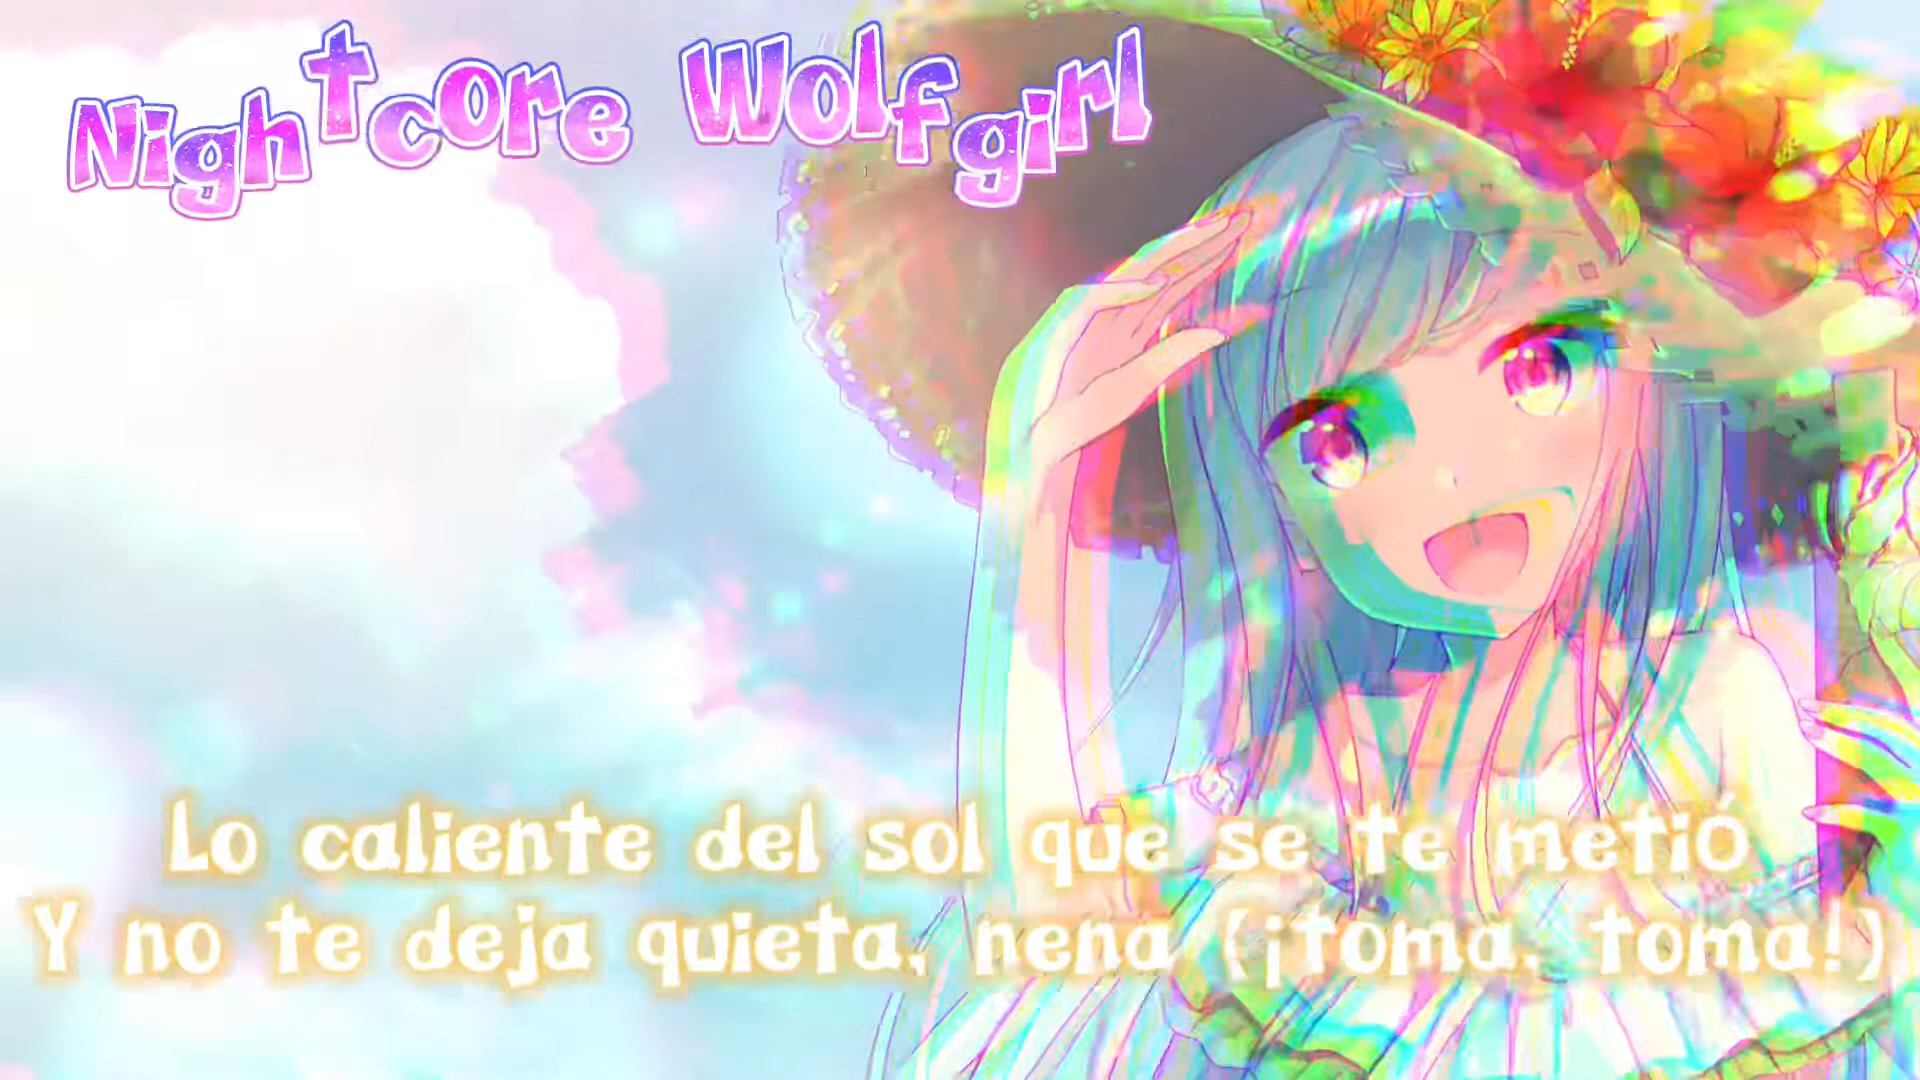 Nightcore Wolfgirl
Lo caliente del sol que se te metió
Y no te deja quieta, nena (¡toma, toma!)